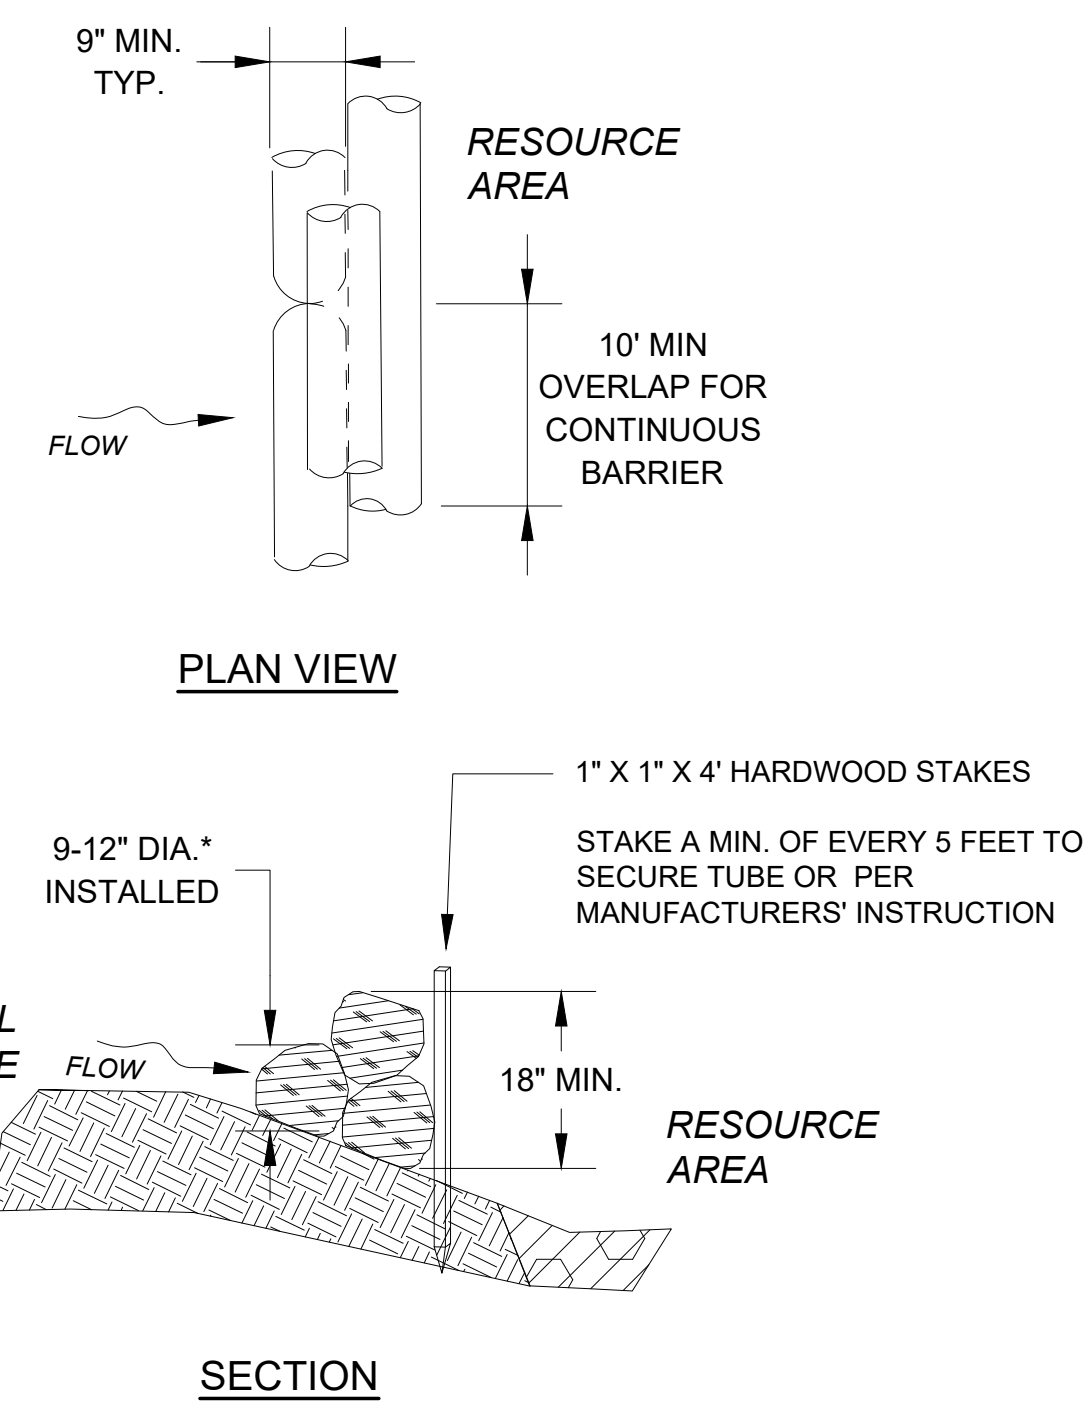 9" MIN.
TYP.
RESOURCE
AREA
10' MIN
OVERLAP FOR
CONTINUOUS
BARRIER
FLOW
PLAN VIEW
1" X 1" X 4' HARDWOOD STAKES
STAKE A MIN. OF EVERY 5 FEET TO
SECURE TUBE OR PER
MANUFACTURERS' INSTRUCTION
9-12" DIA.*
INSTALLED
FLOW
18" MIN.
RESOURCE
AREA
SECTION